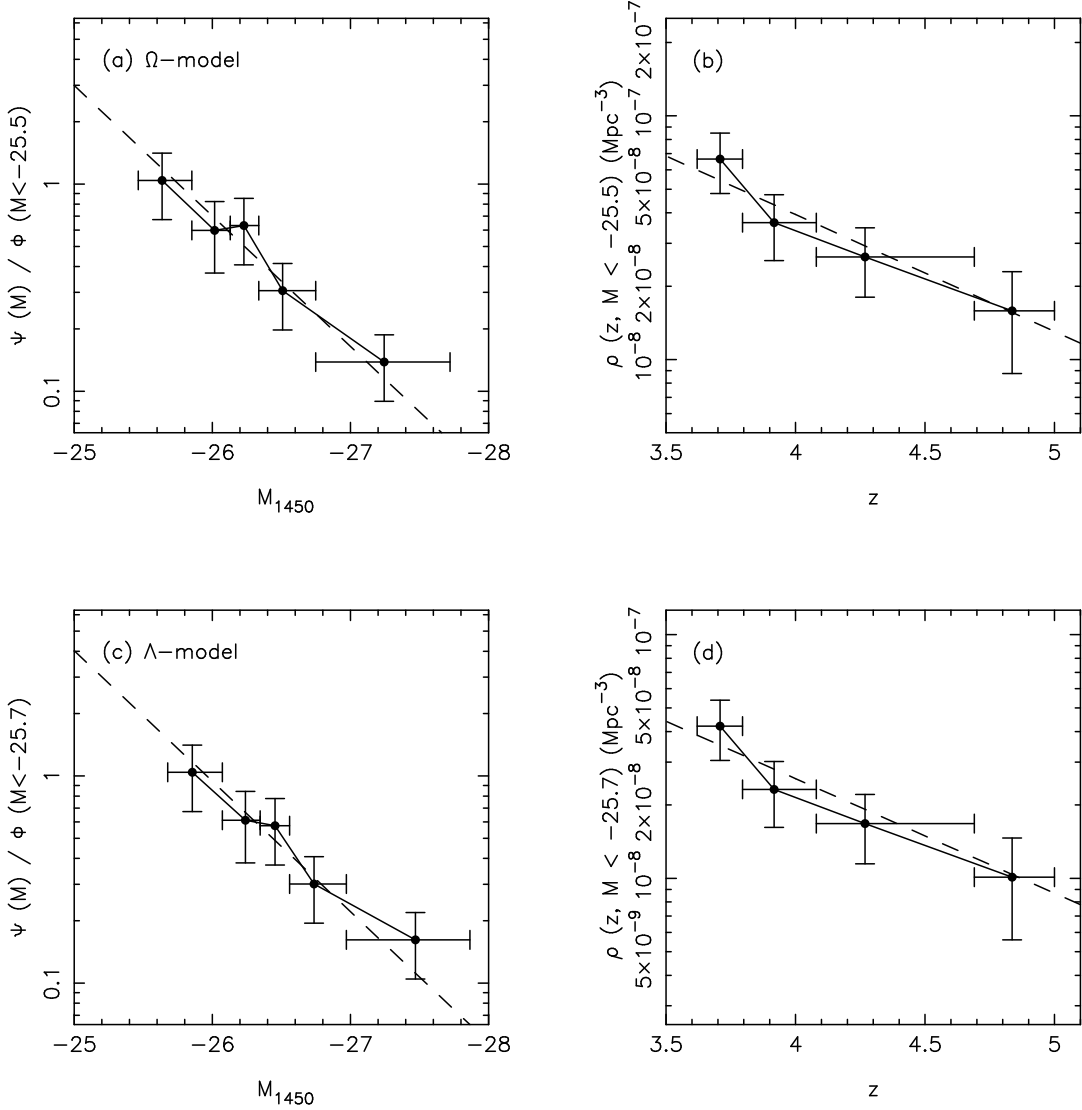 (a) Ω−model
Ψ (M) / Φ (M<−25.5)
1
0.1
−25 −26 −27 −28
M1450
(b)
ρ (z, M < −25.5) (Mpc−3)
2×10−7
10−7
5×10−8
2×10−8
10−8
3.5 4 4.5 5
z
(c) Λ−model
Ψ (M) / Φ (M<−25.7)
1
0.1
−25 −26 −27 −28
M1450
(d)
ρ (z, M < −25.7) (Mpc−3)
10−7
5×10−8
2×10−8
10−8
5×10−9
3.5 4 4.5 5
z